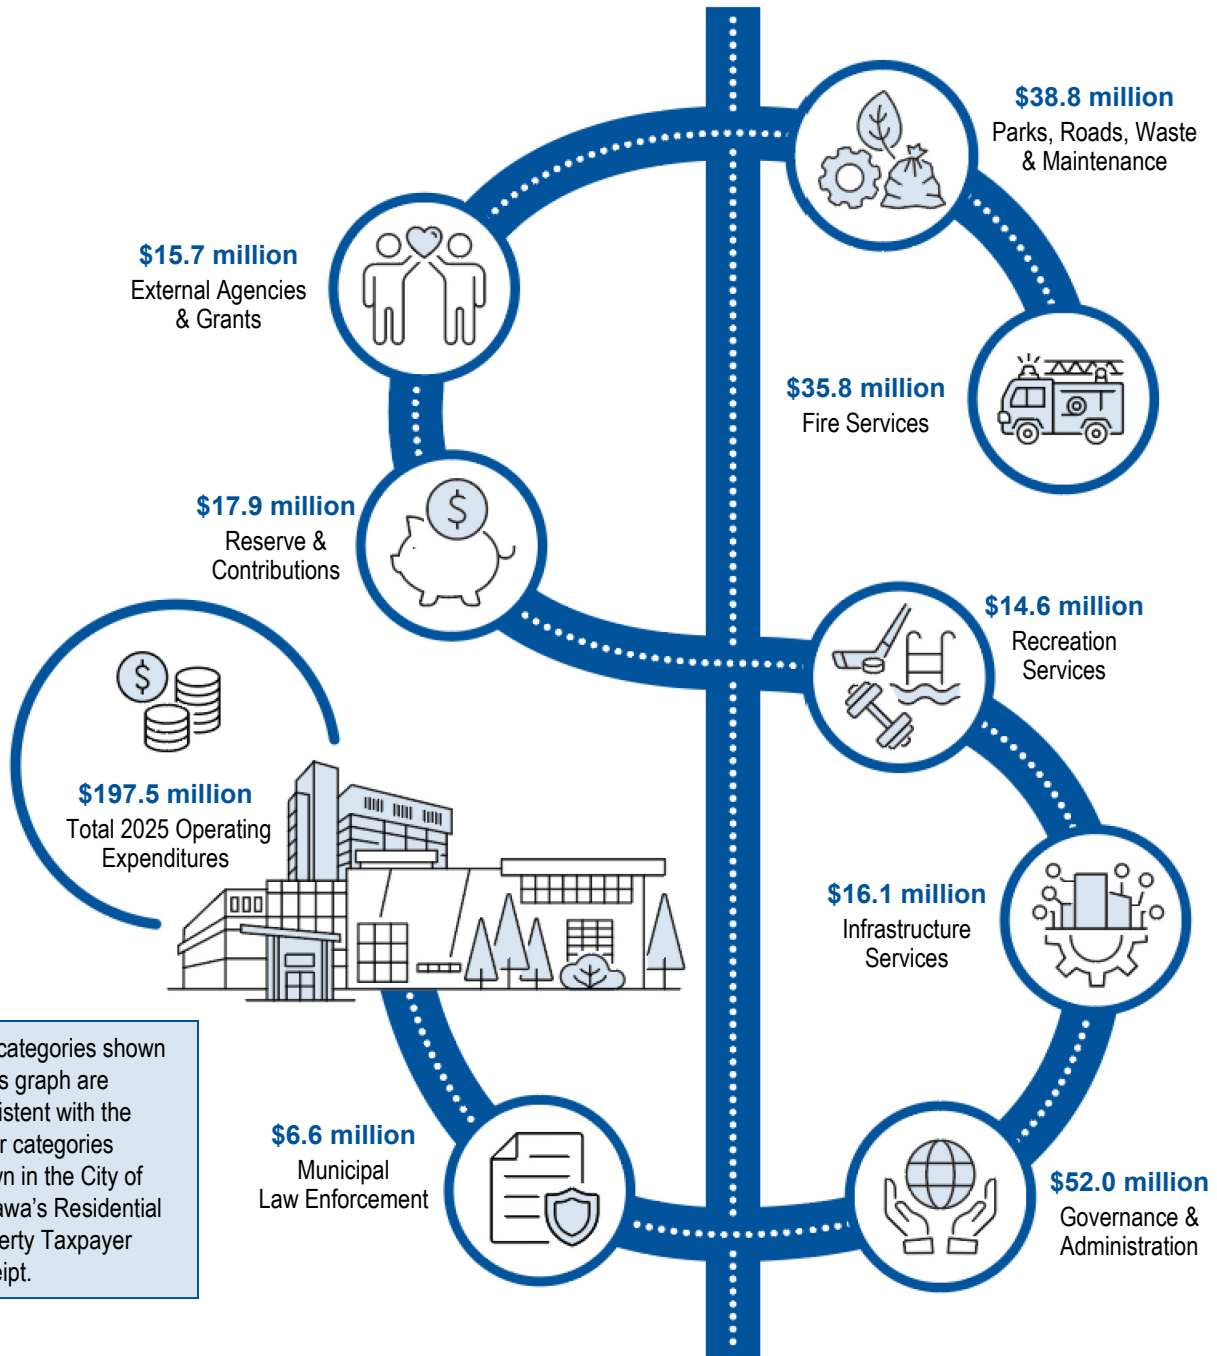 $38.8 million
Parks, Roads, Waste
& Maintenance
$15.7 million
External Agencies
& Grants
$35.8 million
Fire Services
$17.9 million
Reserve &
Contributions
$
$14.6 million
Recreation
Services
$
$197.5 million
Total 2025 Operating
Expenditures
$16.1 million
Infrastructure
Services
categories shown
s graph are
istent with the
r categories
n in the City of
awa's Residential
erty Taxpayer
eipt.
$6.6 million
Municipal
Law Enforcement
$52.0 million
Governance &
Administration